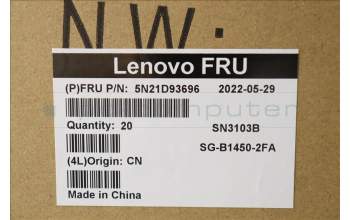 N W:
Lenovo FRU
(P)FRU P/N: 5N21D93696 2022-05-29
Quantity: 20 SN3103B
SG-B1450-2FA
(4L)Origin: CN
Made in China